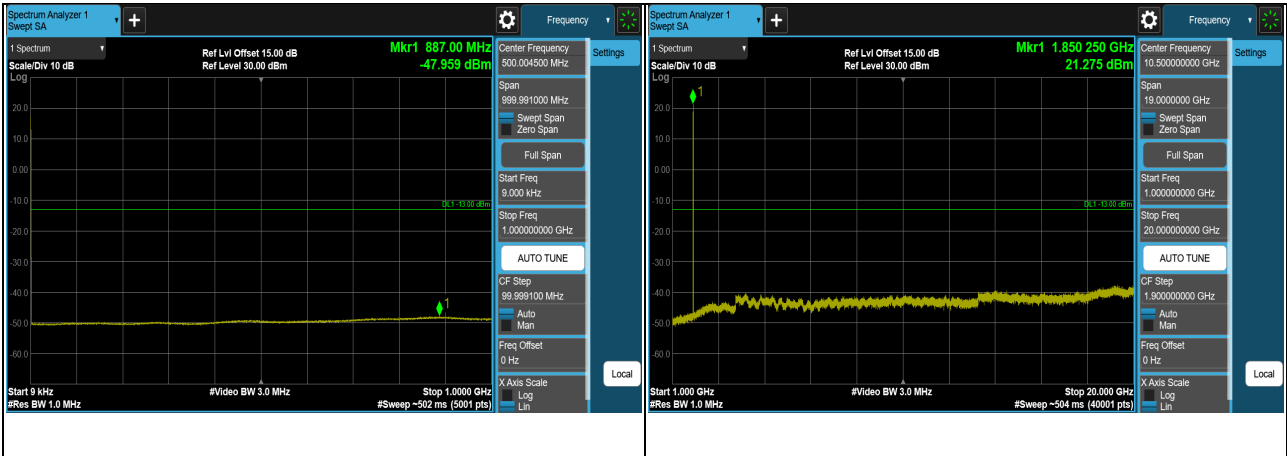 Spectrum Analyzer 1
Swept SA
+
Frequency
1 Spectrum
Scale/Div 10 dB
Log
Ref Lvl Offset 15.00 dB
Ref Level 30.00 dBm
Mkr1 887.00 MHz
-47.959 dBm
20.0
10.0
0.00
-10.0
-20.0
-30.0
-40.0
-50.0
-60.0
DL1 -13.00 dBm
1
Start 9 kHz
#Res BW 1.0 MHz
#Video BW 3.0 MHz
Stop 1.0000 GHz
#Sweep ~502 ms (5001 pts)
Center Frequency
500.004500 MHz
Settings
Span
999.991000 MHz
Swept Span
Zero Span
Full Span
Start Freq
9.000 kHz
Stop Freq
1.000000000 GHz
AUTO TUNE
CF Step
99.999100 MHz
Auto
Man
Freq Offset
0 Hz
X Axis Scale
Log
Lin
Local
Spectrum Analyzer 1
Swept SA
+
Frequency
1 Spectrum
Scale/Div 10 dB
Log
Ref Lvl Offset 15.00 dB
Ref Level 30.00 dBm
Mkr1 1.850 250 GHz
21.275 dBm
1
20.0
10.0
0.00
-10.0
-20.0
-30.0
-40.0
-50.0
-60.0
DL1 -13.00 dBm
Start 1.000 GHz
#Res BW 1.0 MHz
#Video BW 3.0 MHz
Stop 20.000 GHz
#Sweep ~504 ms (40001 pts)
Center Frequency
10.500000000 GHz
Settings
Span
19.0000000 GHz
Swept Span
Zero Span
Full Span
Start Freq
1.000000000 GHz
Stop Freq
20.000000000 GHz
AUTO TUNE
CF Step
1.900000000 GHz
Auto
Man
Freq Offset
0 Hz
X Axis Scale
Log
Lin
Local